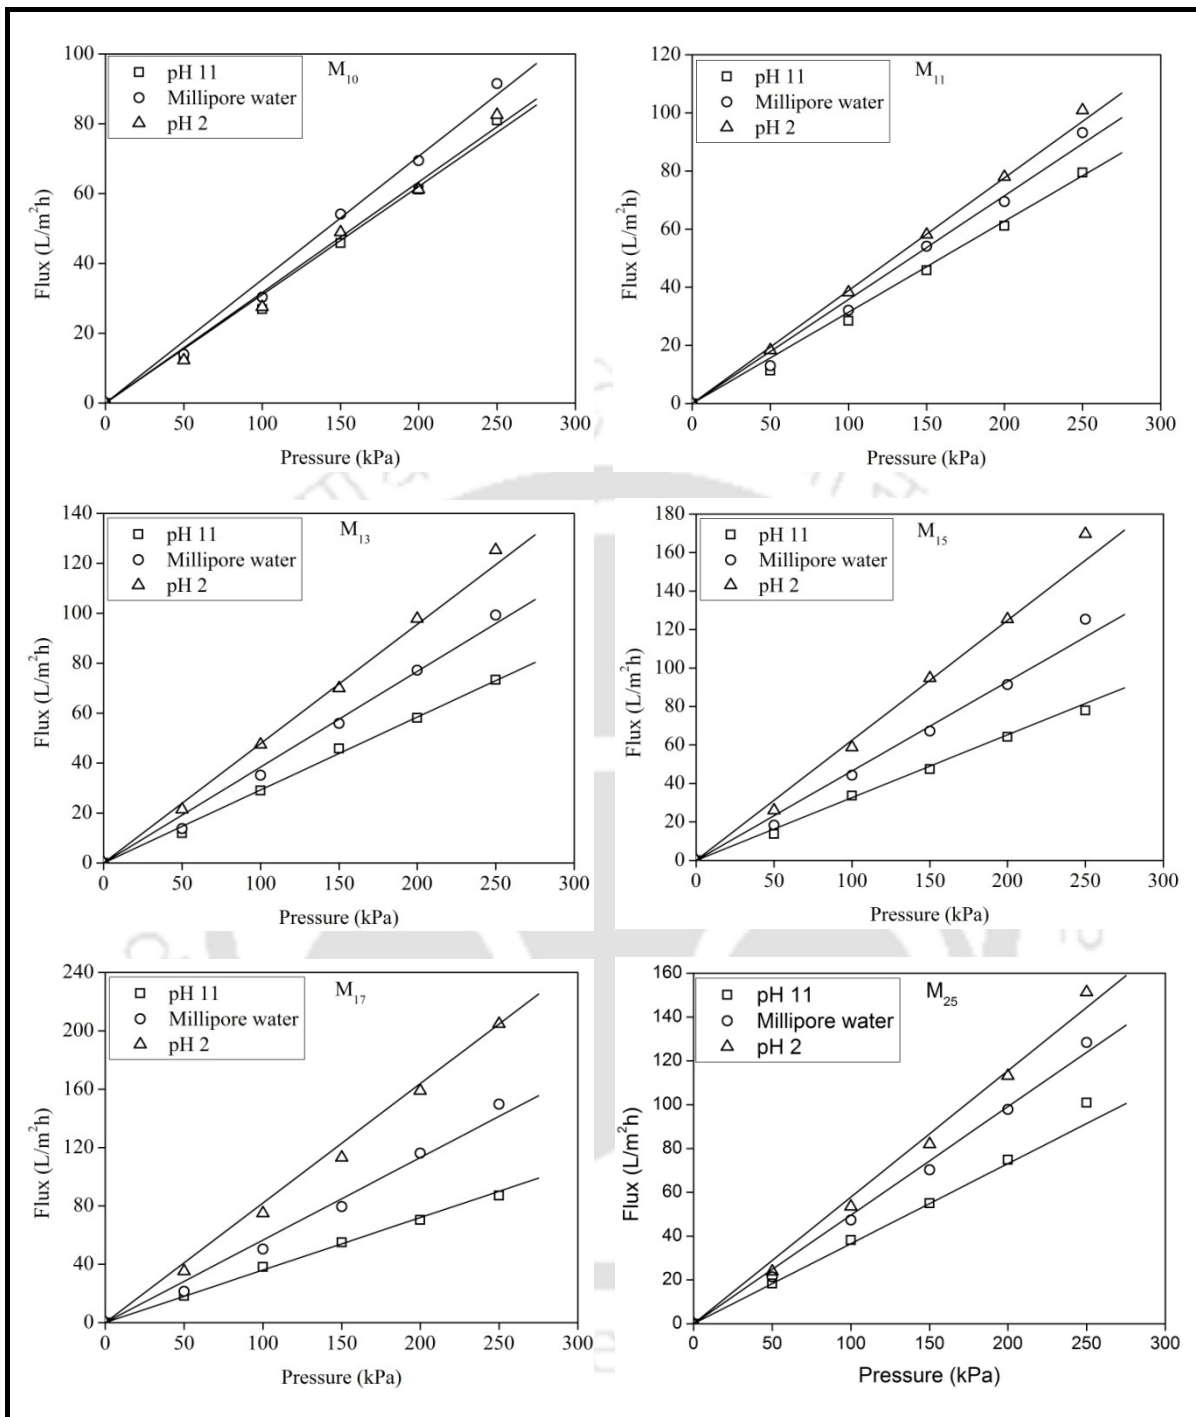 M₁₀
pH 11
Millipore water
pH 2
100
80
60
40
20
0
0 50 100 150 200 250 300
Flux (L/m²h)
Pressure (kPa)
M₁₁
pH 11
Millipore water
pH 2
120
100
80
60
40
20
0
0 50 100 150 200 250 300
Flux (L/m²h)
Pressure (kPa)
M₁₃
pH 11
Millipore water
pH 2
140
120
100
80
60
40
20
0
0 50 100 150 200 250 300
Flux (L/m²h)
Pressure (kPa)
M₁₅
pH 11
Millipore water
pH 2
180
160
140
120
100
80
60
40
20
0
0 50 100 150 200 250 300
Flux (L/m²h)
Pressure (kPa)
M₁₇
pH 11
Millipore water
pH 2
240
200
160
120
80
40
0
0 50 100 150 200 250 300
Flux (L/m²h)
Pressure (kPa)
M₂₅
pH 11
Millipore water
pH 2
160
140
120
100
80
60
40
20
0
0 50 100 150 200 250 300
Flux (L/m²h)
Pressure (kPa)